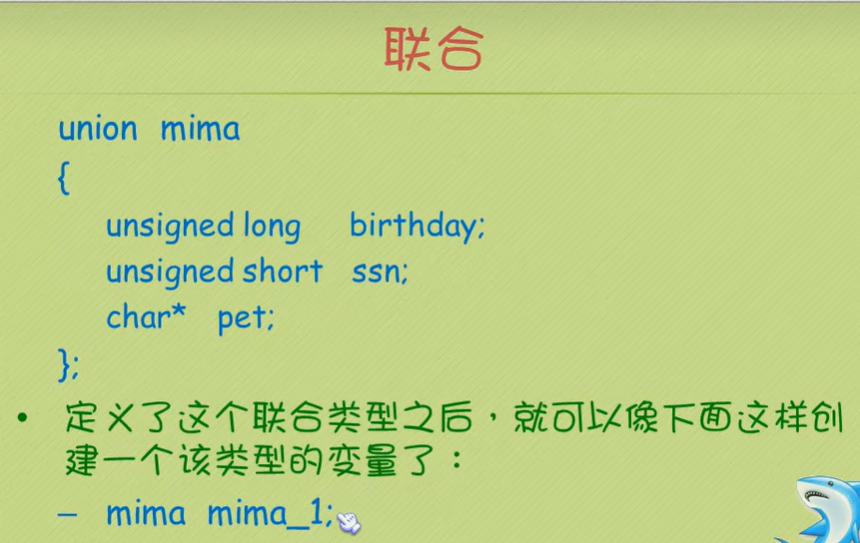 联合
union mima
{
unsigned long birthday;
unsigned short ssn;
char* pet;
};
• 定义了这个联合类型之后，就可以像下面这样创
建一个该类型的变量了：
– mima mima_1;